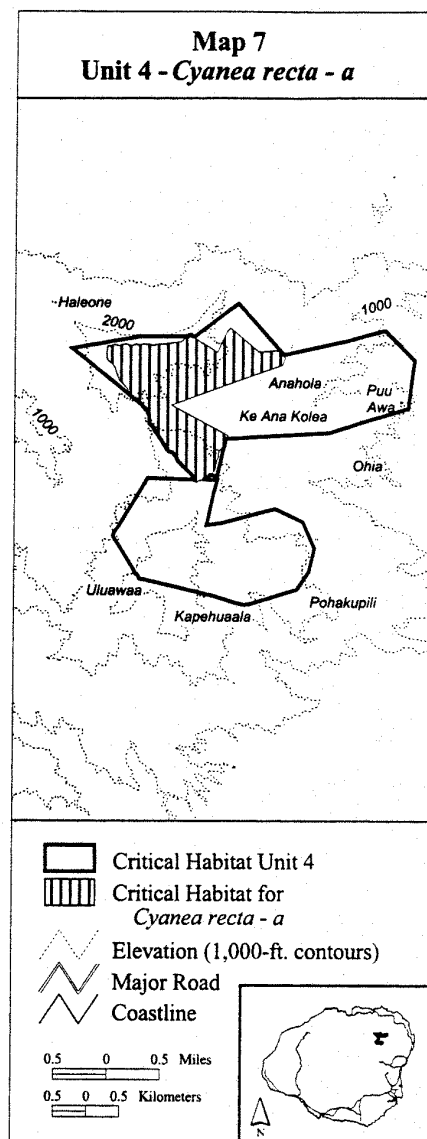 Map 7
Unit 4 - Cyanea recta - a
Haleone
2000
1000
1000
Anahola
Puu
Awa
Ke Ana Kolea
Ohia
Uluawaa
Kapehuaala
Pohakupili
Critical Habitat Unit 4
Critical Habitat for
Cyanea recta - a
Elevation (1,000-ft. contours)
Major Road
Coastline
0.5 0 0.5 Miles
0.5 0 0.5 Kilometers
N